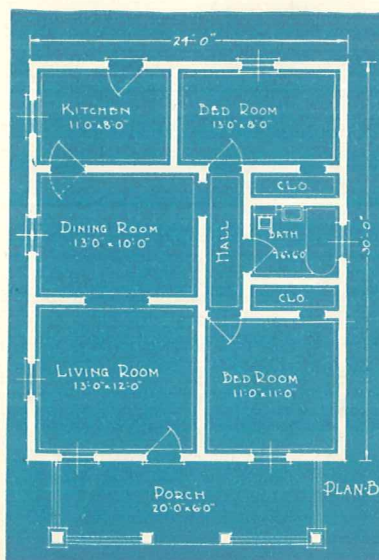 24'-0"
KITCHEN
11'0"x8'0"
BED ROOM
13'0"x8'0"
CLO.
DINING ROOM
13'0"x10'0"
HALL
BATH
30'-0"
CLO.
LIVING ROOM
13'-0"x12'-0"
BED ROOM
11'0"x11'0"
PORCH
20'-0"x6'0"
PLAN-B